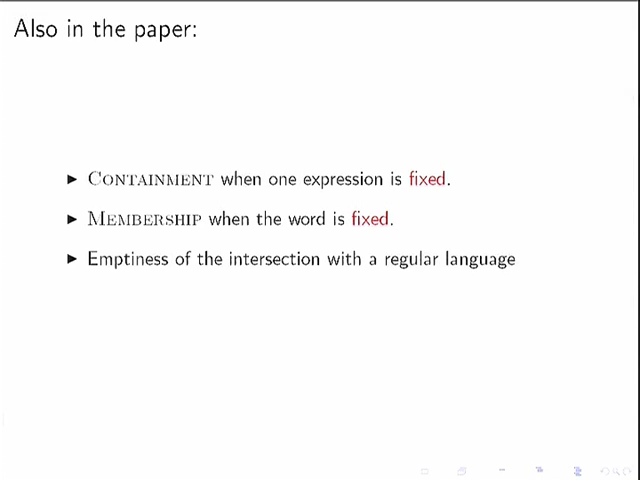 Also in the paper:
▶ CONTAINMENT when one expression is fixed.
▶ MEMBERSHIP when the word is fixed.
▶ Emptiness of the intersection with a regular language